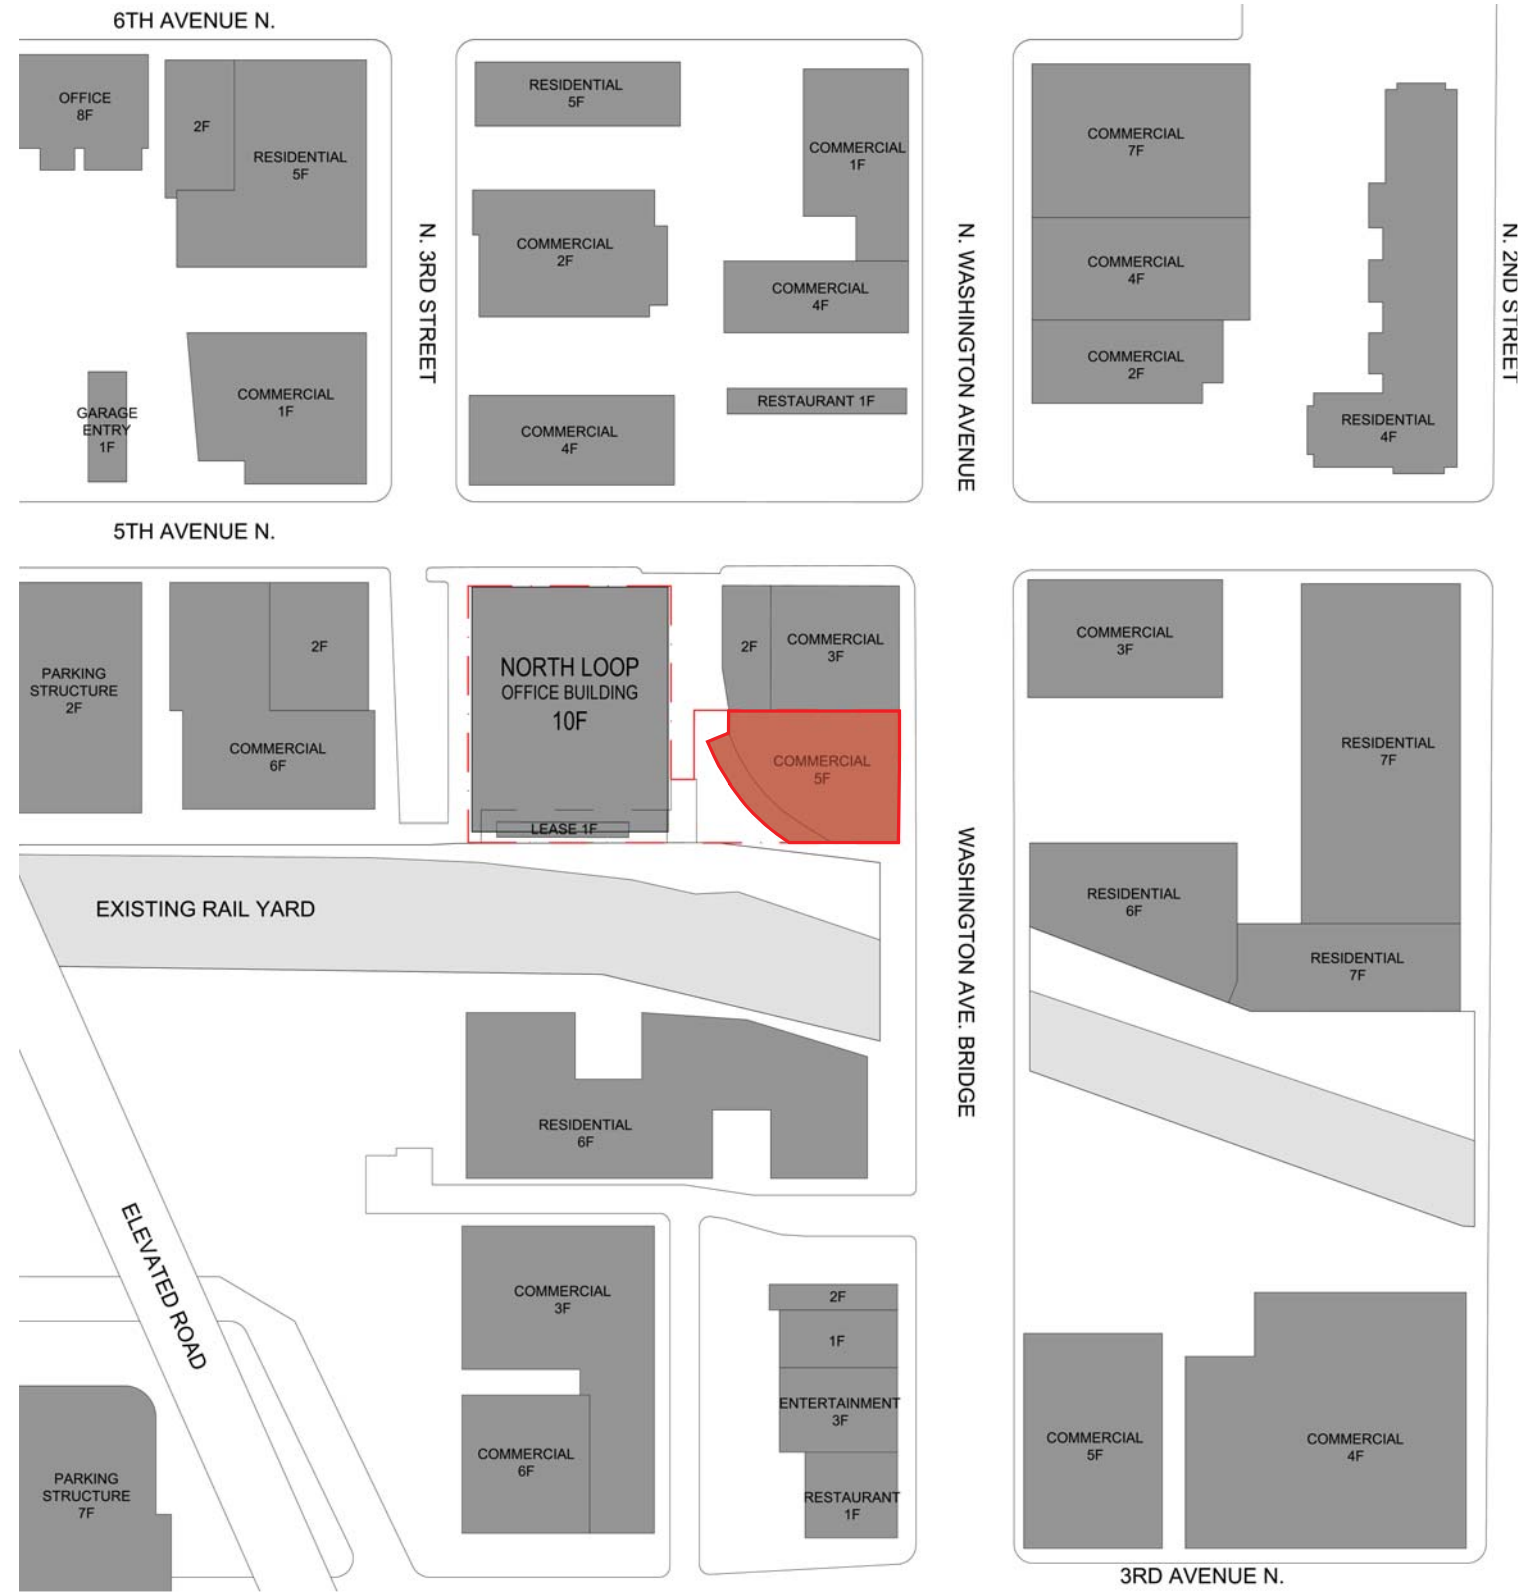 6TH AVENUE N.
OFFICE
8F
2F
RESIDENTIAL
5F
RESIDENTIAL
5F
COMMERCIAL
1F
COMMERCIAL
7F
N. 3RD STREET
COMMERCIAL
2F
COMMERCIAL
4F
N. WASHINGTON AVENUE
COMMERCIAL
4F
COMMERCIAL
2F
N. 2ND STREET
GARAGE
ENTRY
1F
COMMERCIAL
1F
COMMERCIAL
4F
RESTAURANT 1F
RESIDENTIAL
4F
5TH AVENUE N.
PARKING
STRUCTURE
2F
2F
COMMERCIAL
6F
NORTH LOOP
OFFICE BUILDING
10F
LEASE 1F
2F
COMMERCIAL
3F
COMMERCIAL
5F
COMMERCIAL
3F
RESIDENTIAL
7F
EXISTING RAIL YARD
WASHINGTON AVE. BRIDGE
RESIDENTIAL
6F
RESIDENTIAL
7F
RESIDENTIAL
6F
ELEVATED ROAD
COMMERCIAL
3F
2F
1F
ENTERTAINMENT
3F
COMMERCIAL
6F
RESTAURANT
1F
PARKING
STRUCTURE
7F
COMMERCIAL
5F
COMMERCIAL
4F
3RD AVENUE N.